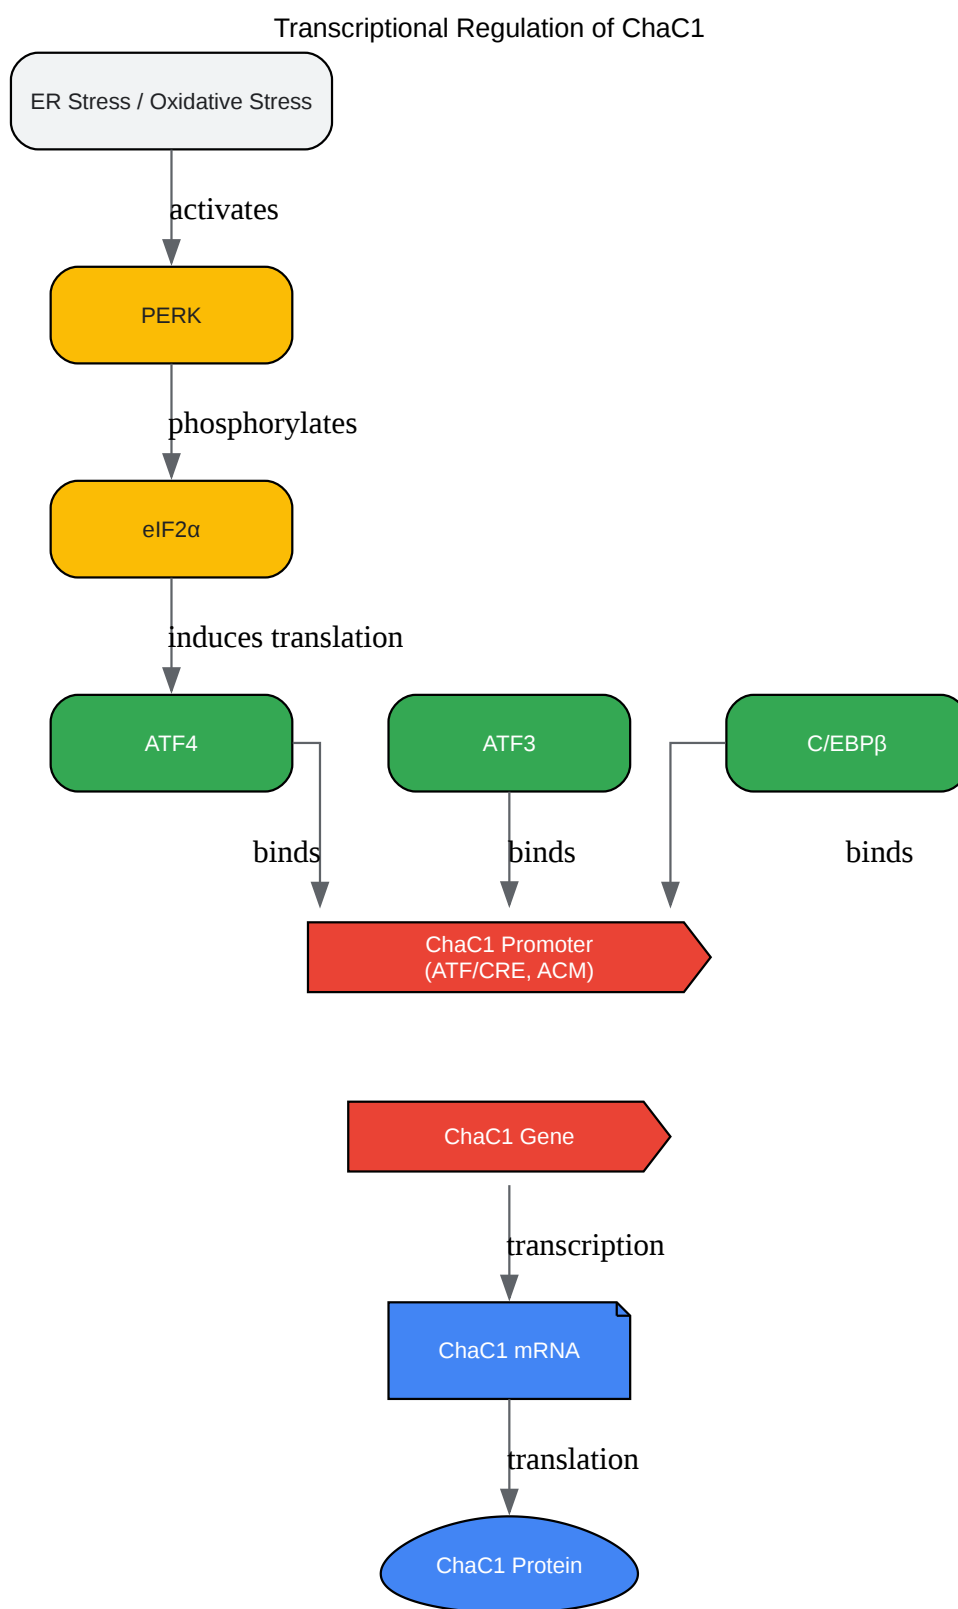 Transcriptional Regulation of ChaC1
ER Stress / Oxidative Stress
activates
PERK
phosphorylates
eIF2α
induces translation
ATF4
ATF3
C/EBPβ
binds
binds
binds
ChaC1 Promoter
(ATF/CRE, ACM)
ChaC1 Gene
transcription
ChaC1 mRNA
translation
ChaC1 Protein